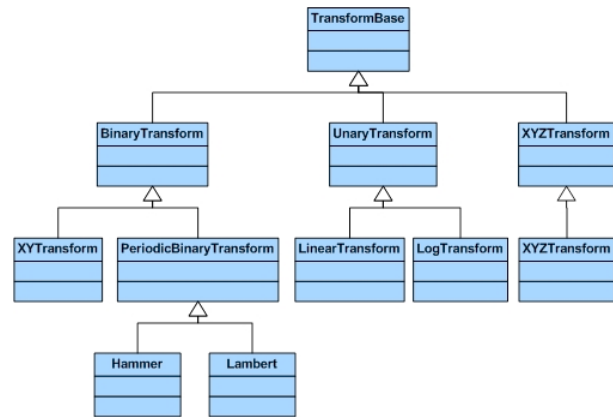 TransformBase
BinaryTransform
UnaryTransform
XYZTransform
XYTransform
PeriodicBinaryTransform
LinearTransform
LogTransform
XYZTransform
Hammer
Lambert